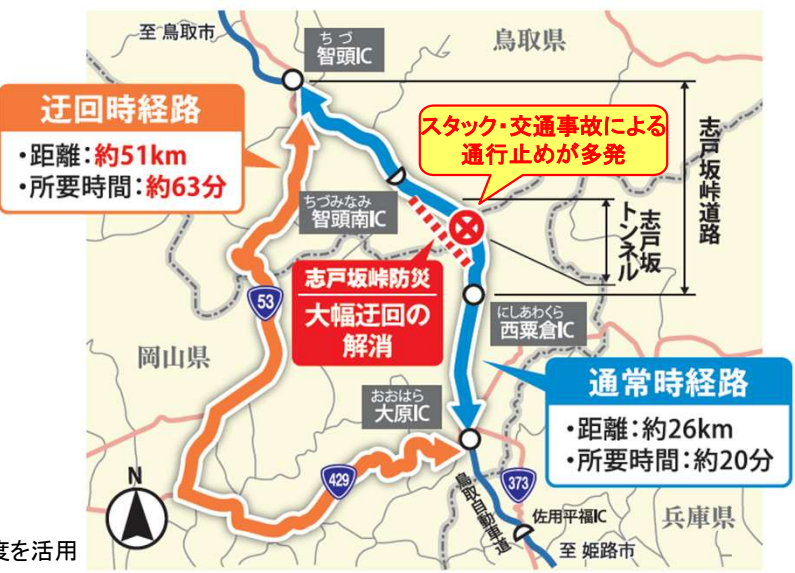 至 鳥取市
ちづ
智頭IC
鳥取県
迂回時経路
・距離：約51km
・所要時間：約63分
スタック・交通事故による
通行止めが多発
志戸坂峠道路
志戸坂
トンネル
ちづみなみ
智頭南IC
志戸坂峠防災
大幅迂回の
解消
53
にしあわくら
西粟倉IC
岡山県
おおはら
大原IC
通常時経路
・距離：約26km
・所要時間：約20分
N
429
373
鳥取自動車道
佐用平福IC
兵庫県
至 姫路市
度を活用